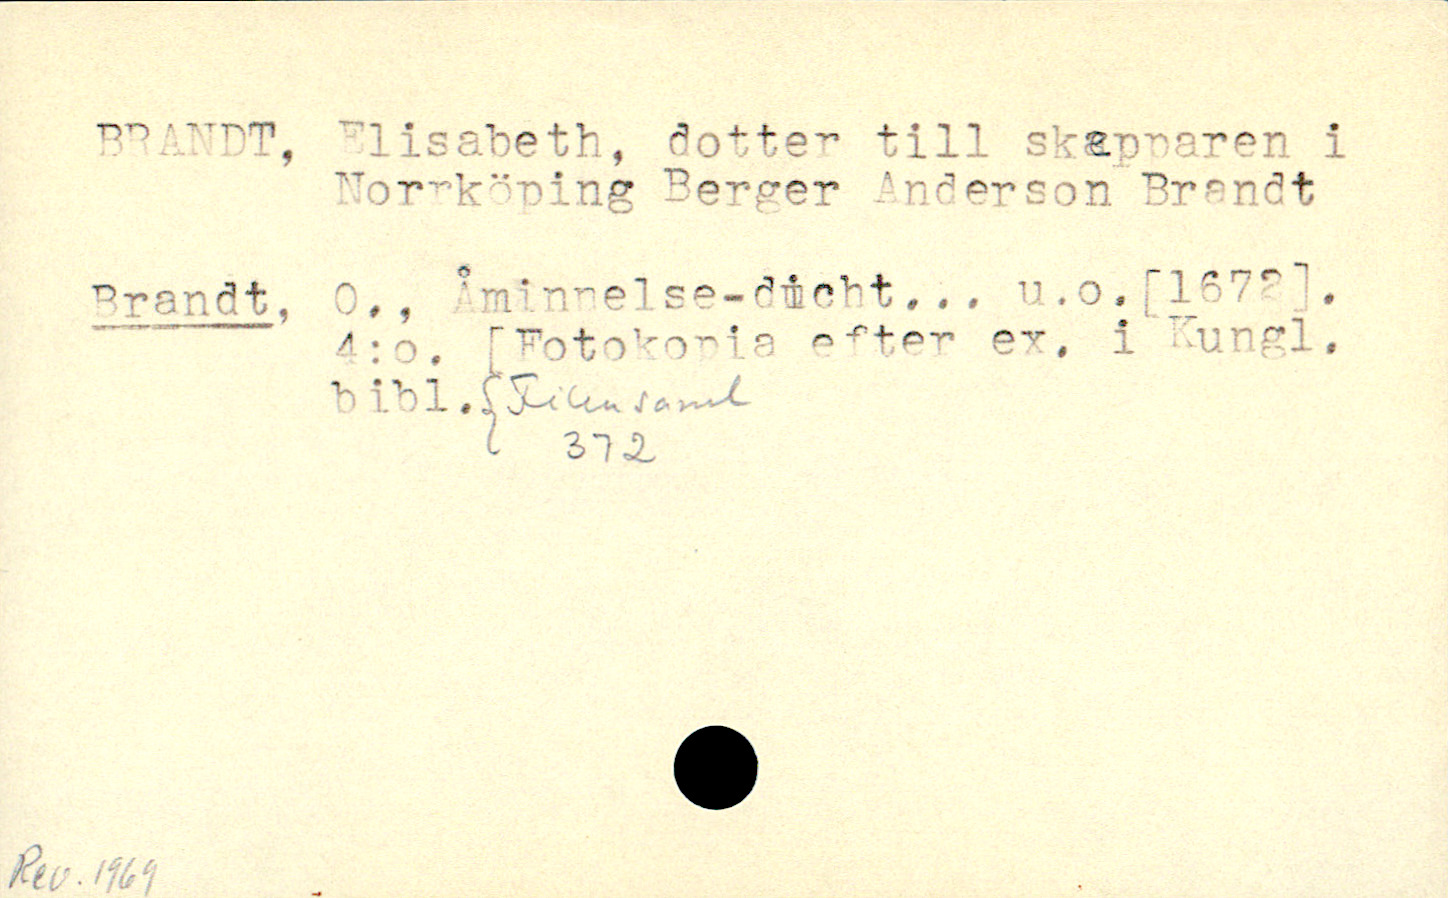 BRANDT, Elisabeth, dotter till skepparen i
Norrköping Berger Anderson Brandt
Brandt, O., Åminnelse-dicht... u.o.[1672].
4:o. [Fotokopia efter ex. i Kungl.
bibl.
372
Rev. 1969